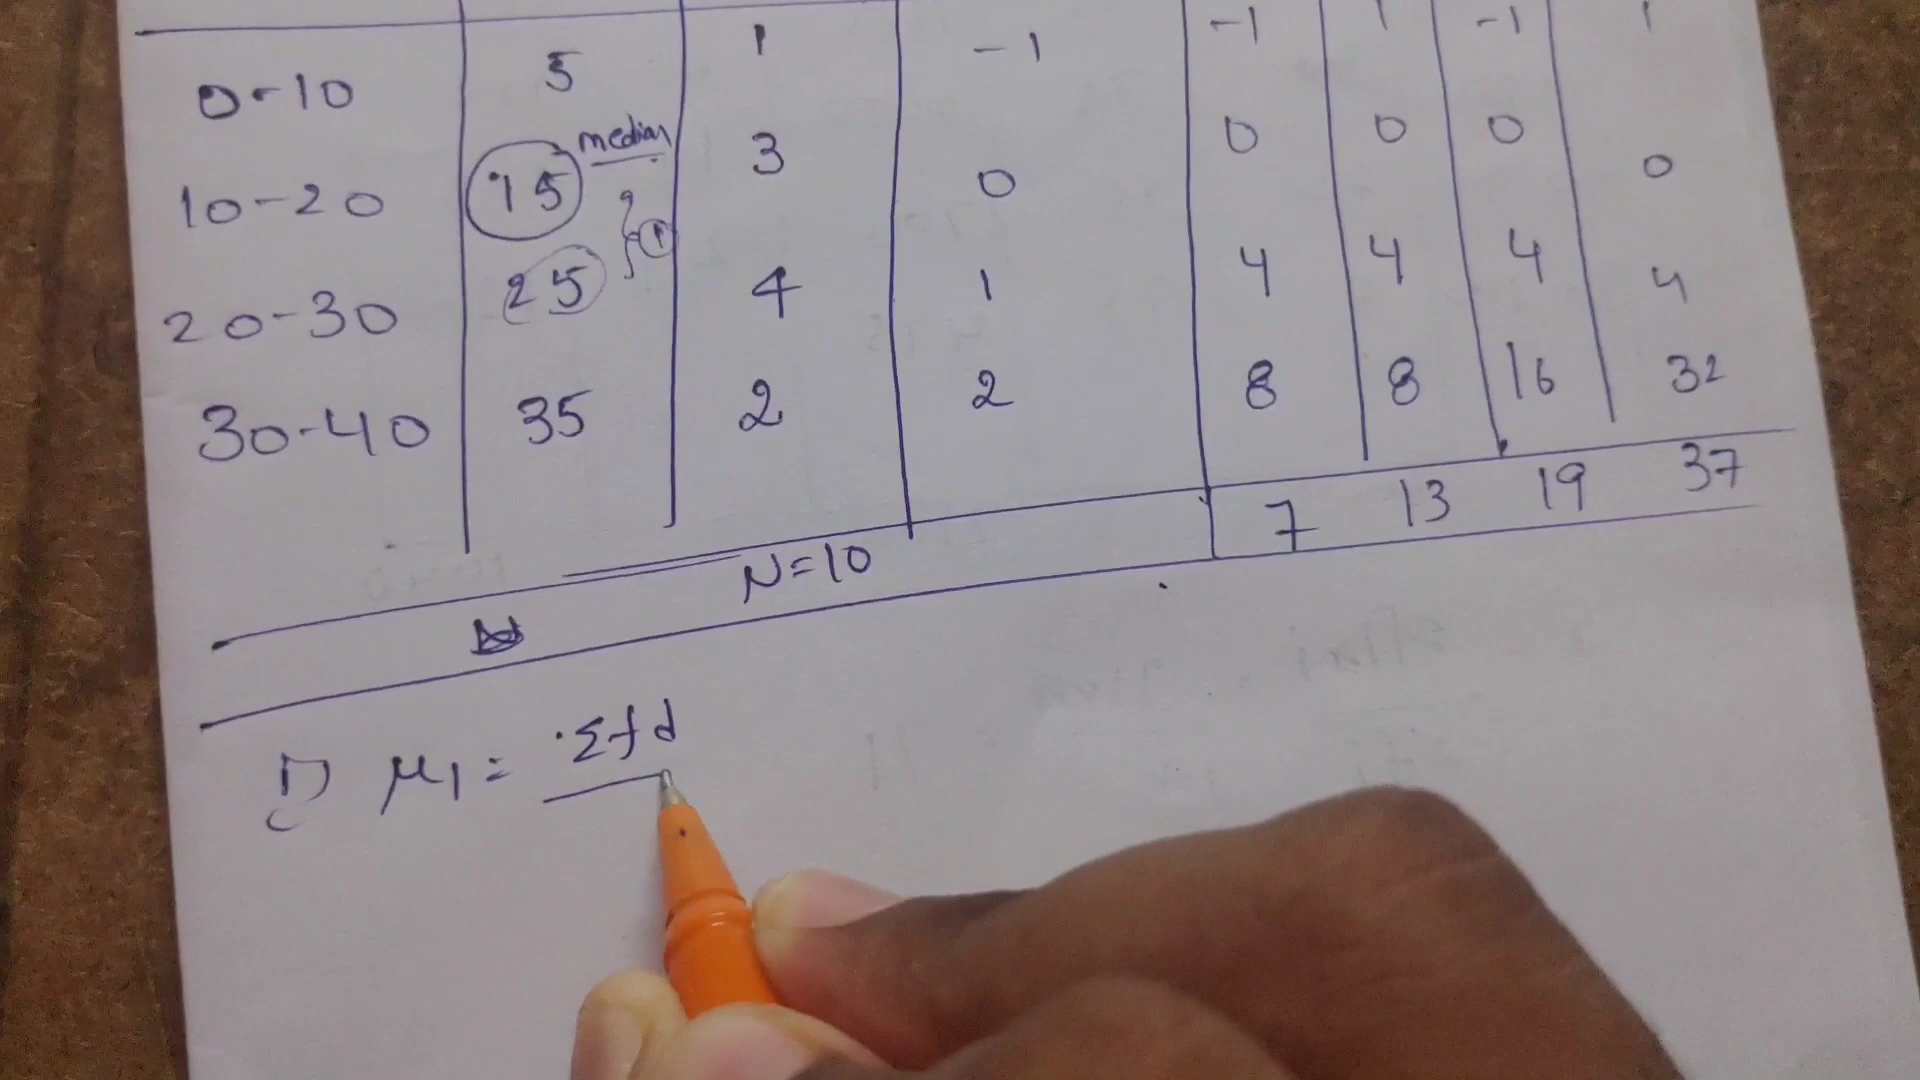 0-10 5 1 -1 -1 1 -1 1
median
10-20 15 3 0 0 0 0 0
1
20-30 25 4 1 4 4 4 4
30-40 35 2 2 8 8 16 32
N=10 7 13 19 37
1) μ1 = Σfd